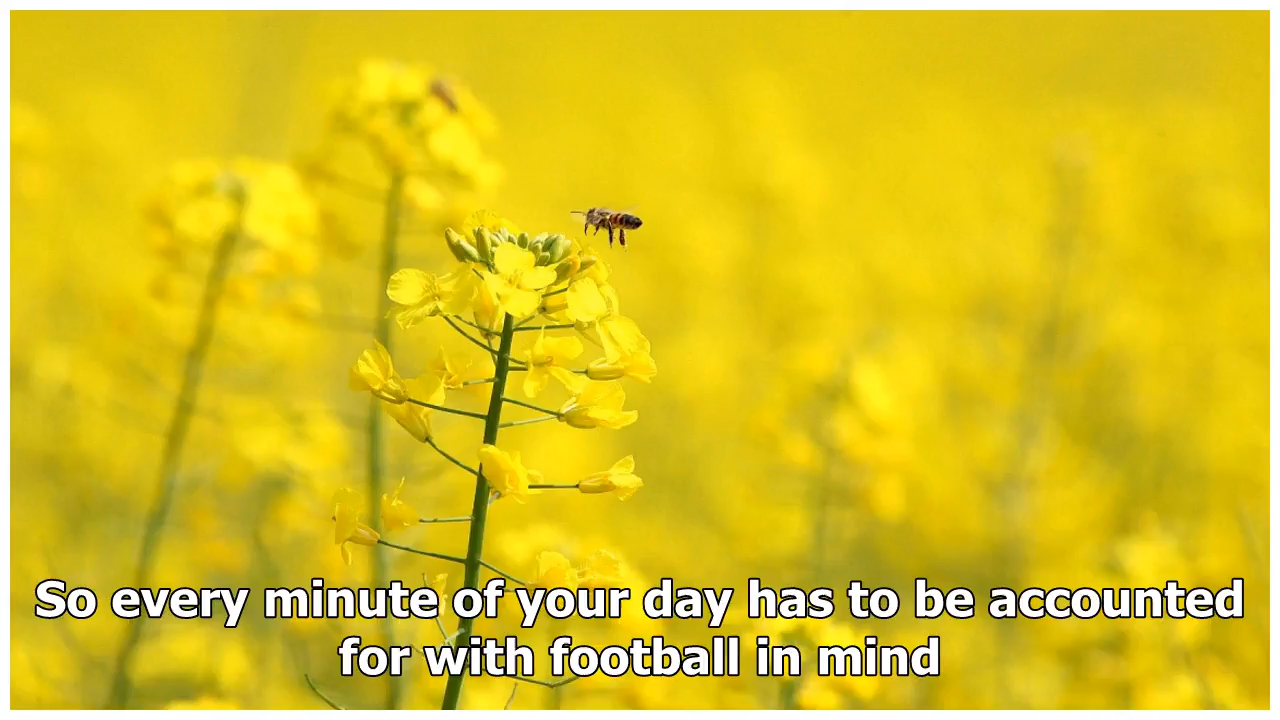 So every minute of your day has to be accounted
for with football in mind